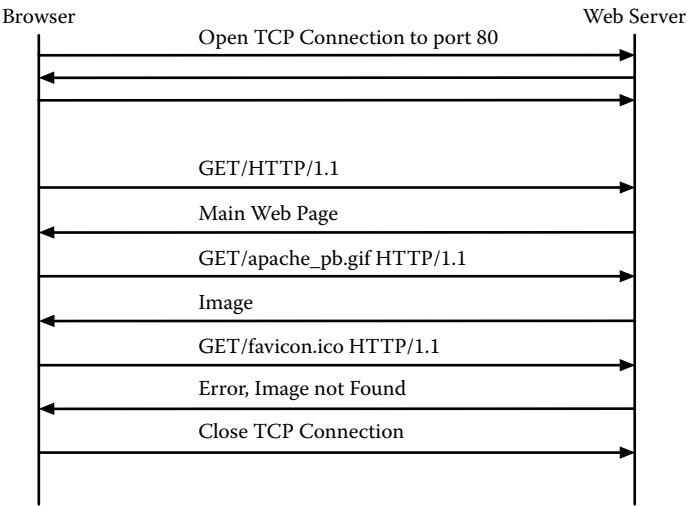 Browser
Web Server
Open TCP Connection to port 80
GET/HTTP/1.1
Main Web Page
GET/apache_pb.gif HTTP/1.1
Image
GET/favicon.ico HTTP/1.1
Error, Image not Found
Close TCP Connection